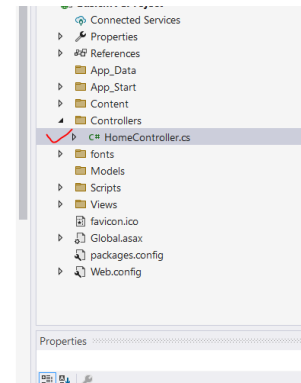 Connected Services
Properties
References
App_Data
App_Start
Content
Controllers
C# HomeController.cs
fonts
Models
Scripts
Views
favicon.ico
Global.asax
packages.config
Web.config
Properties